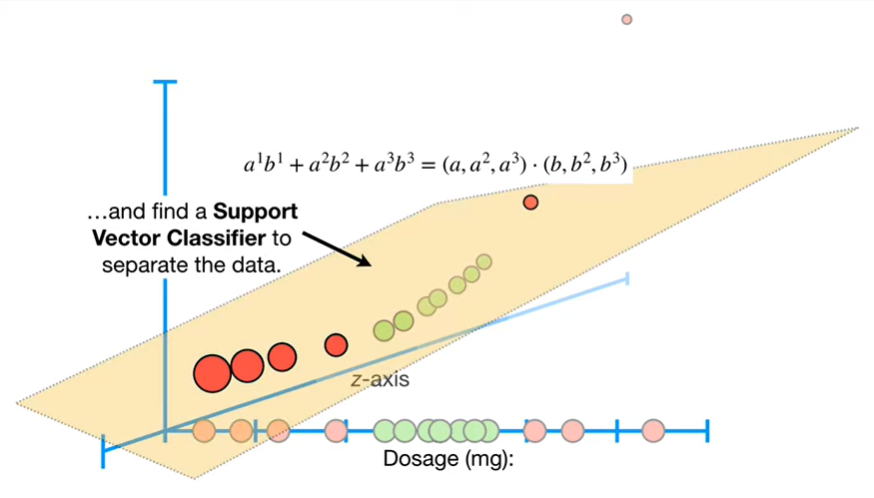 a¹b¹ + a²b² + a³b³ = (a, a², a³) · (b, b², b³)
…and find a Support
Vector Classifier to
separate the data.
z-axis
Dosage (mg):